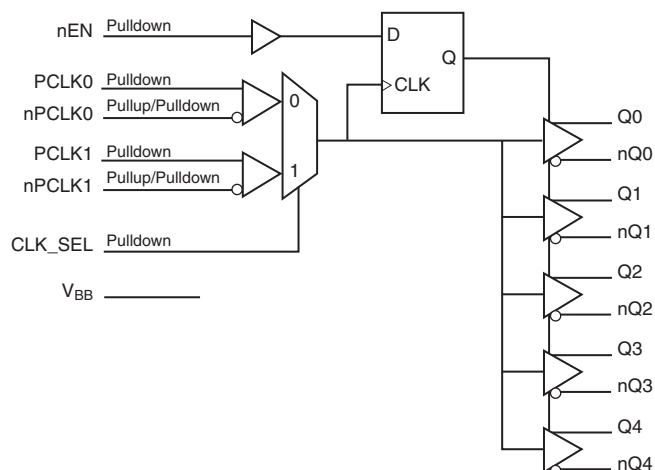 nEN Pulldown
D
Q
CLK
PCLK0 Pulldown
nPCLK0 Pullup/Pulldown
0
PCLK1 Pulldown
nPCLK1 Pullup/Pulldown
1
CLK_SEL Pulldown
VBB
Q0
nQ0
Q1
nQ1
Q2
nQ2
Q3
nQ3
Q4
nQ4